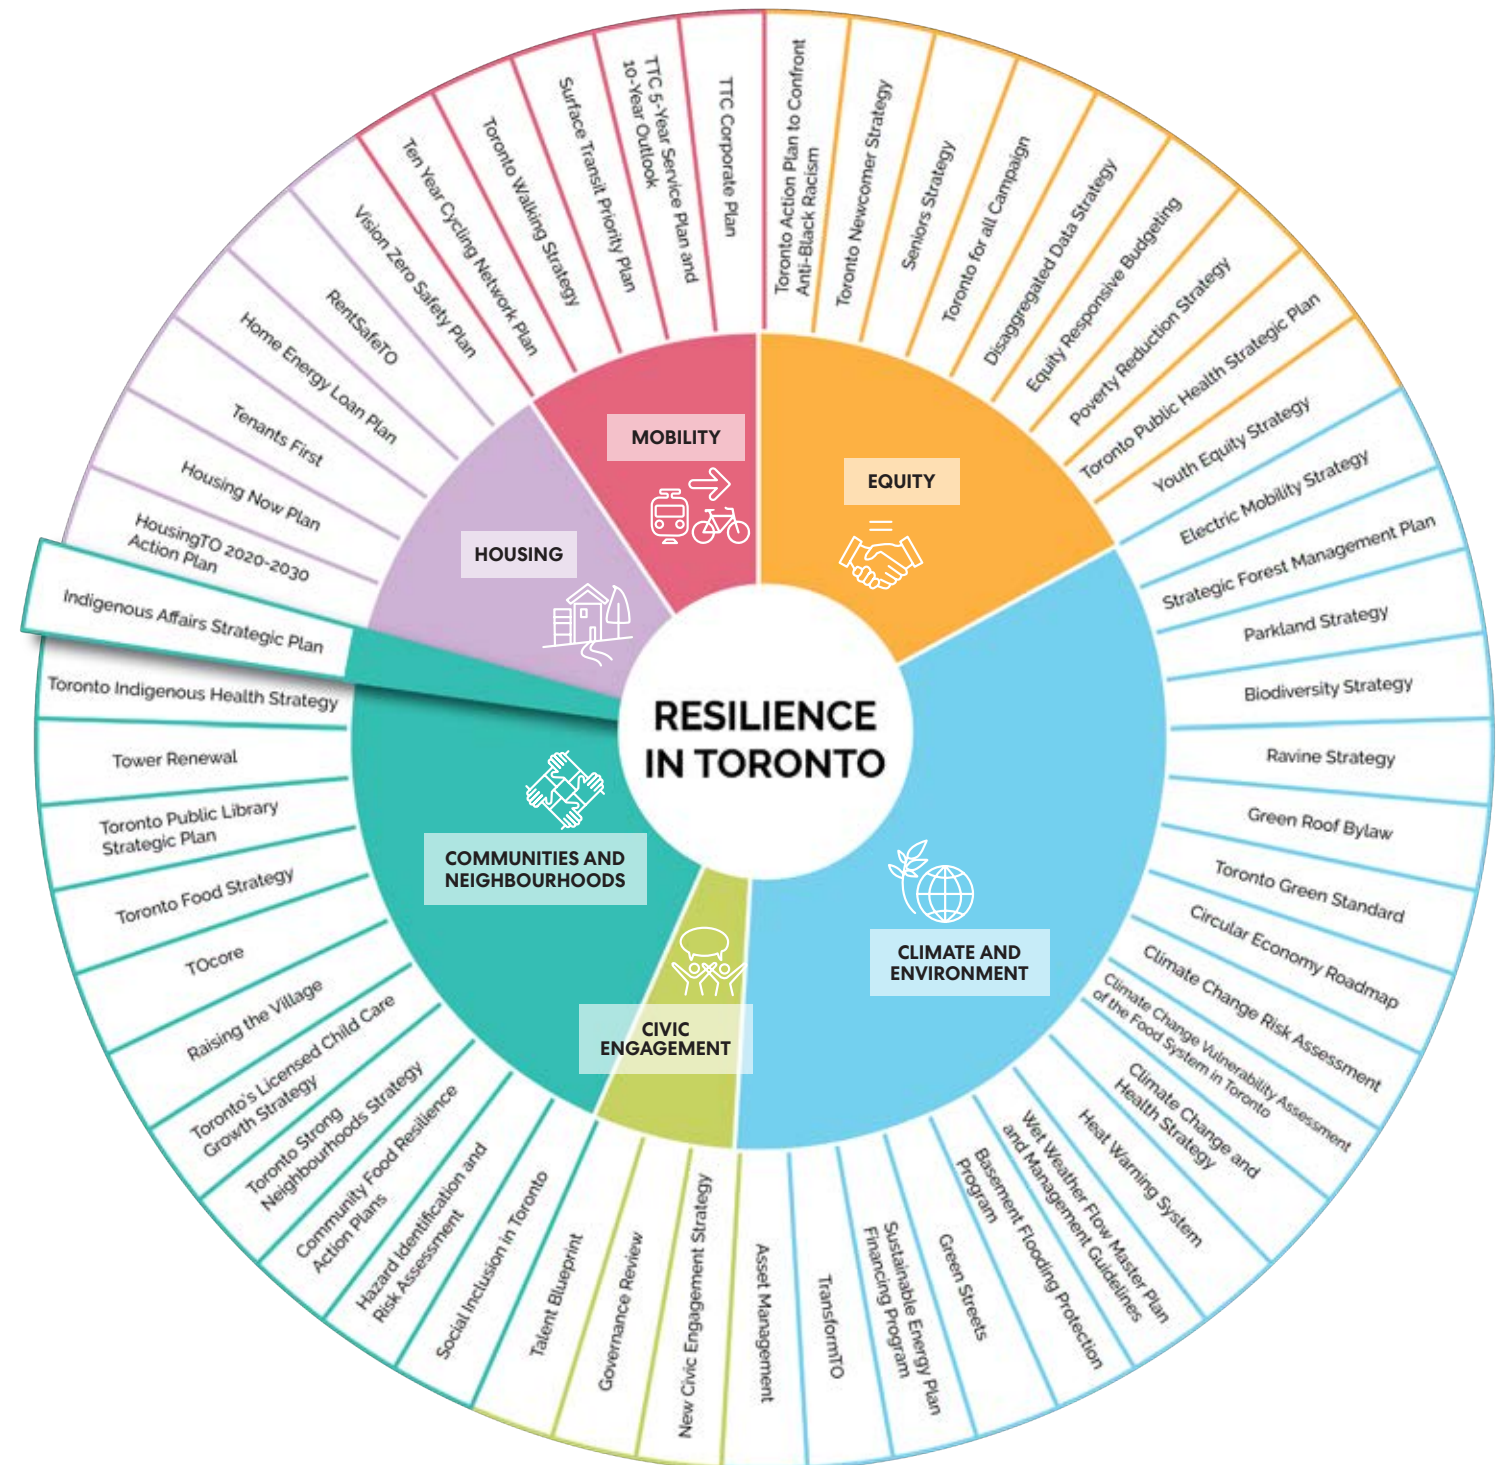 RESILIENCE
IN TORONTO
EQUITY
Toronto Action Plan to Confront
Anti-Black Racism
Toronto Newcomer Strategy
Seniors Strategy
Toronto for all Campaign
Disaggregated Data Strategy
Equity Responsive Budgeting
Poverty Reduction Strategy
Toronto Public Health Strategic Plan
Youth Equity Strategy
CLIMATE AND
ENVIRONMENT
Electric Mobility Strategy
Strategic Forest Management Plan
Parkland Strategy
Biodiversity Strategy
Ravine Strategy
Green Roof Bylaw
Toronto Green Standard
Circular Economy Roadmap
Climate Change Risk Assessment
Climate Change Vulnerability Assessment
of the Food System in Toronto
Climate Change and
Health Strategy
Heat Warning System
Wet Weather Flow Master Plan
and Management Guidelines
Basement Flooding Protection
Program
Green Streets
Sustainable Energy Plan
Financing Program
TransformTO
Asset Management
CIVIC
ENGAGEMENT
New Civic Engagement Strategy
Governance Review
Talent Blueprint
COMMUNITIES AND
NEIGHBOURHOODS
Social Inclusion in Toronto
Hazard Identification and
Risk Assessment
Community Food Resilience
Action Plans
Toronto Strong
Neighbourhoods Strategy
Toronto's Licensed Child Care
Growth Strategy
Raising the Village
TOcore
Toronto Food Strategy
Toronto Public Library
Strategic Plan
Tower Renewal
Toronto Indigenous Health Strategy
Indigenous Affairs Strategic Plan
HOUSING
HousingTO 2020-2030
Action Plan
Housing Now Plan
Tenants First
Home Energy Loan Plan
RentSafeTO
MOBILITY
Vision Zero Safety Plan
Ten Year Cycling Network Plan
Toronto Walking Strategy
Surface Transit Priority Plan
TTC 5-Year Service Plan and
10-Year Outlook
TTC Corporate Plan